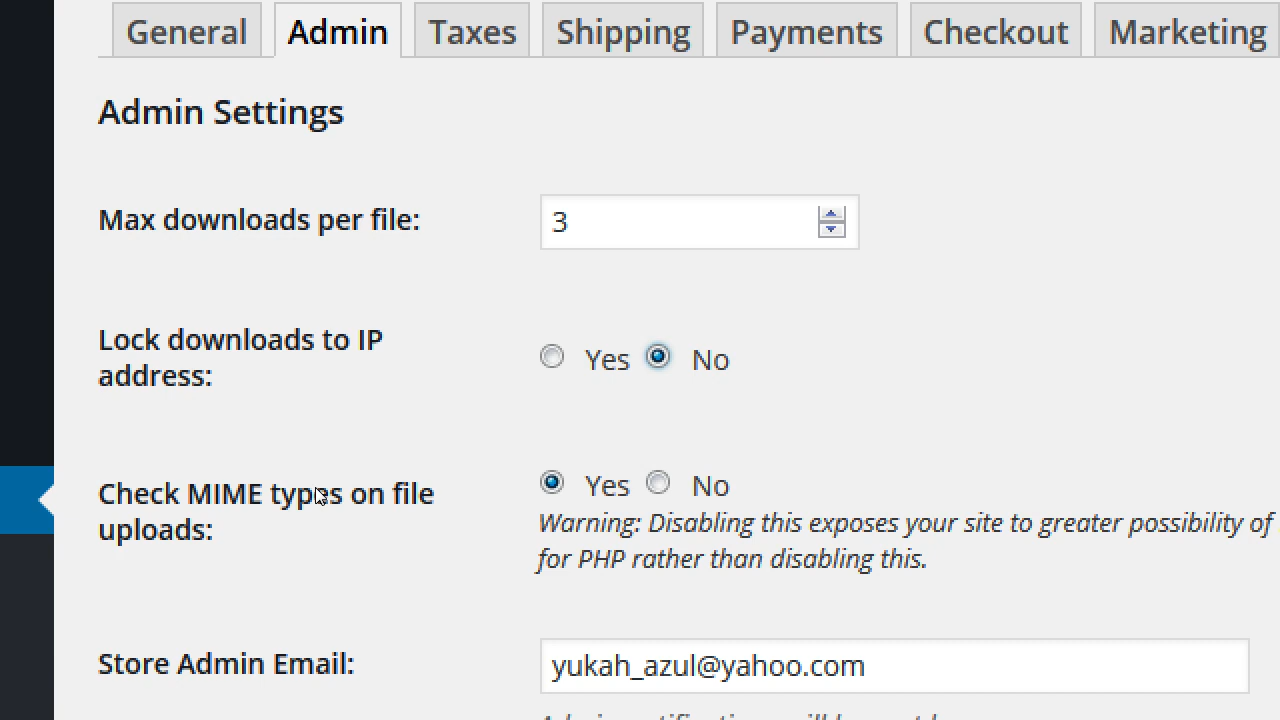 General Admin Taxes Shipping Payments Checkout Marketing
Admin Settings
Max downloads per file:
3
Lock downloads to IP
address:
Yes No
Check MIME types on file
uploads:
Yes No
Warning: Disabling this exposes your site to greater possibility of
for PHP rather than disabling this.
Store Admin Email:
yukah_azul@yahoo.com